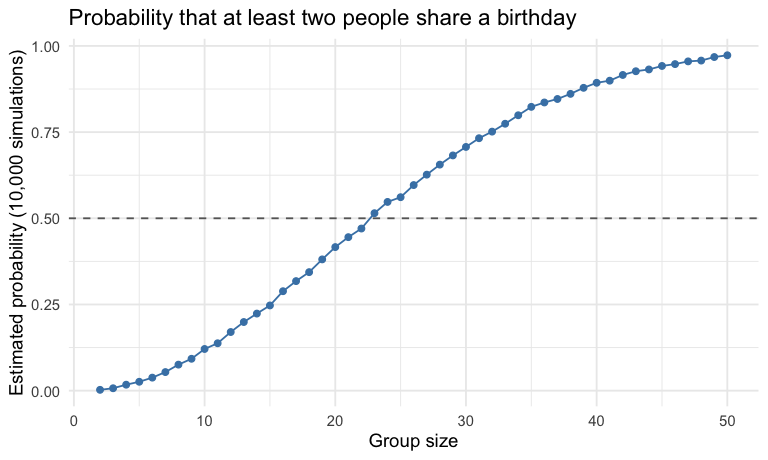 Probability that at least two people share a birthday
Estimated probability (10,000 simulations)
1.00
0.75
0.50
0.25
0.00
0 10 20 30 40 50
Group size